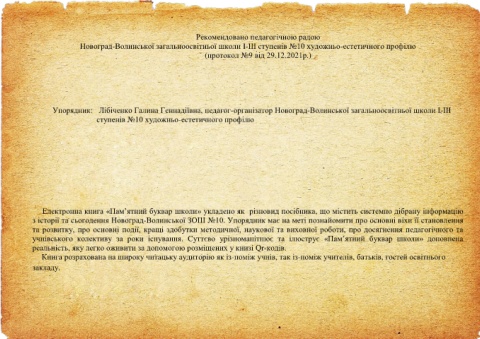 Рекомендовано педагогічною радою
Новоград-Волинської загальноосвітньої школи І-ІІІ ступенів №10 художньо-естетичного профілю
(протокол №9 від 29.12.2021р.)
Упорядник: Лібіченко Галина Геннадіївна, педагог-організатор Новоград-Волинської загальноосвітньої школи І-ІІІ
ступенів №10 художньо-естетичного профілю
Електронна книга «Пам’ятний буквар школи» укладено як різновид посібника, що містить системно дібрану інформацію
з історії та сьогодення Новоград-Волинської ЗОШ №10. Упорядник має на меті познайомити про основні віхи її становлення
та розвитку, про основні події, кращі здобутки методичної, наукової та виховної роботи, про досягнення педагогічного та
учнівського колективу за роки існування. Суттєво урізноманітнює та ілюструє «Пам’ятний буквар школи» доповнена
реальність, яку легко оживити за допомогою розміщених у книзі Qr-кодів.
Книга розрахована на широку читацьку аудиторію як із-поміж учнів, так із-поміж учителів, батьків, гостей освітнього
закладу.